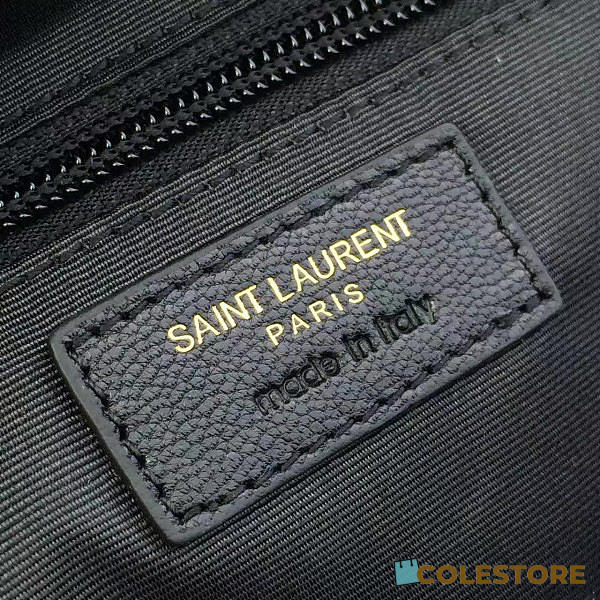 SAINT LAURENT
PARIS
made in italy
COLESTORE